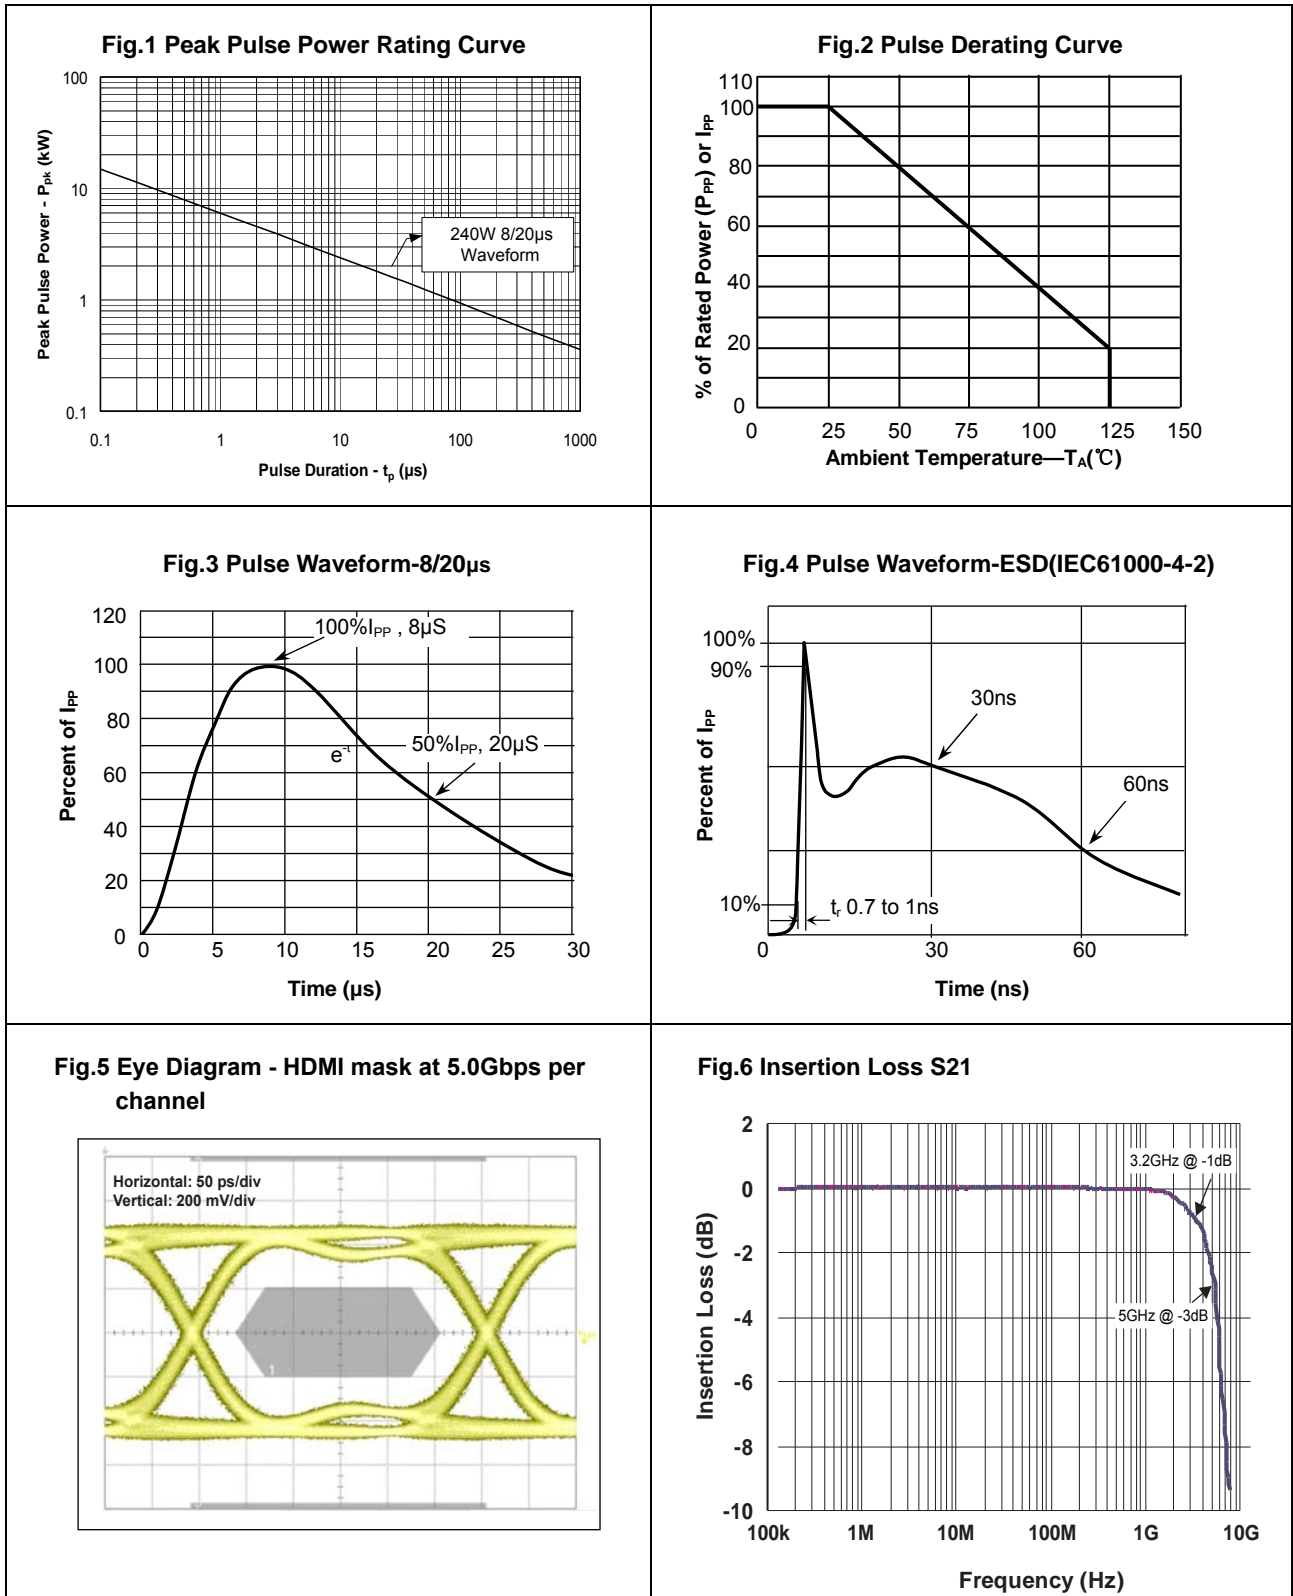 Fig.1 Peak Pulse Power Rating Curve
Peak Pulse Power - Ppk (kW)
100
10
1
0.1
240W 8/20µs
Waveform
0.1 1 10 100 1000
Pulse Duration - tp (µs)
Fig.2 Pulse Derating Curve
% of Rated Power (PPP) or IPP
110
100
80
60
40
20
0
0 25 50 75 100 125 150
Ambient Temperature—TA(℃)
Fig.3 Pulse Waveform-8/20µs
Percent of IPP
120
100
80
60
40
20
0
100%IPP , 8µS
e-t
50%IPP, 20µS
0 5 10 15 20 25 30
Time (µs)
Fig.4 Pulse Waveform-ESD(IEC61000-4-2)
Percent of IPP
100%
90%
10%
30ns
60ns
tr 0.7 to 1ns
0 30 60
Time (ns)
Fig.5 Eye Diagram - HDMI mask at 5.0Gbps per
channel
Horizontal: 50 ps/div
Vertical: 200 mV/div
1
Fig.6 Insertion Loss S21
Insertion Loss (dB)
2
0
-2
-4
-6
-8
-10
3.2GHz @ -1dB
5GHz @ -3dB
100k 1M 10M 100M 1G 10G
Frequency (Hz)